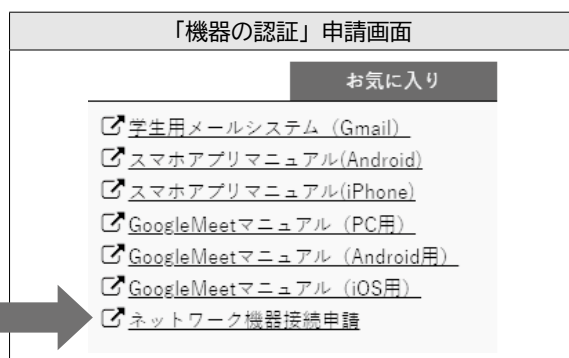 「機器の認証」申請画面
お気に入り
学生用メールシステム（Gmail）
スマホアプリマニュアル(Android)
スマホアプリマニュアル(iPhone)
GoogleMeetマニュアル（PC用）
GoogleMeetマニュアル（Android用）
GoogleMeetマニュアル（iOS用）
ネットワーク機器接続申請